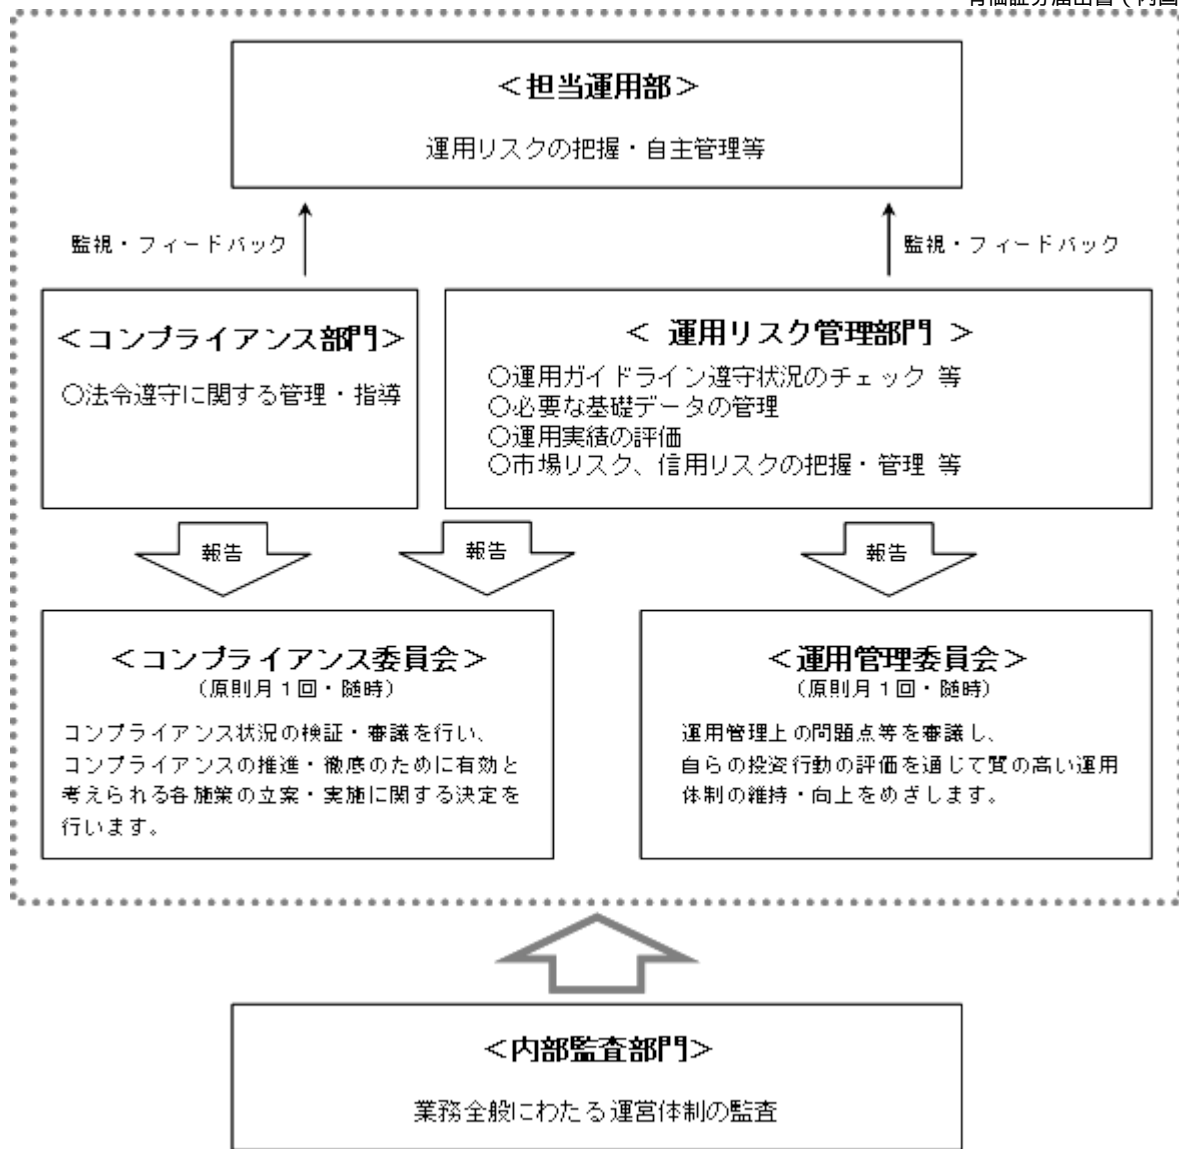 ＜担当運用部＞
運用リスクの把握・自主管理等
監視・フィードバック
監視・フィードバック
＜コンプライアンス部門＞
○法令遵守に関する管理・指導
＜ 運用リスク管理部門 ＞
○運用ガイドライン遵守状況のチェック 等
○必要な基礎データの管理
○運用実績の評価
○市場リスク、信用リスクの把握・管理 等
報告
報告
報告
＜コンプライアンス委員会＞
（原則月１回・随時）
コンプライアンス状況の検証・審議を行い、
コンプライアンスの推進・徹底のために有効と
考えられる各施策の立案・実施に関する決定を
行います。
＜運用管理委員会＞
（原則月１回・随時）
運用管理上の問題点等を審議し、
自らの投資行動の評価を通じて質の高い運用
体制の維持・向上をめざします。
＜内部監査部門＞
業務全般にわたる運営体制の監査